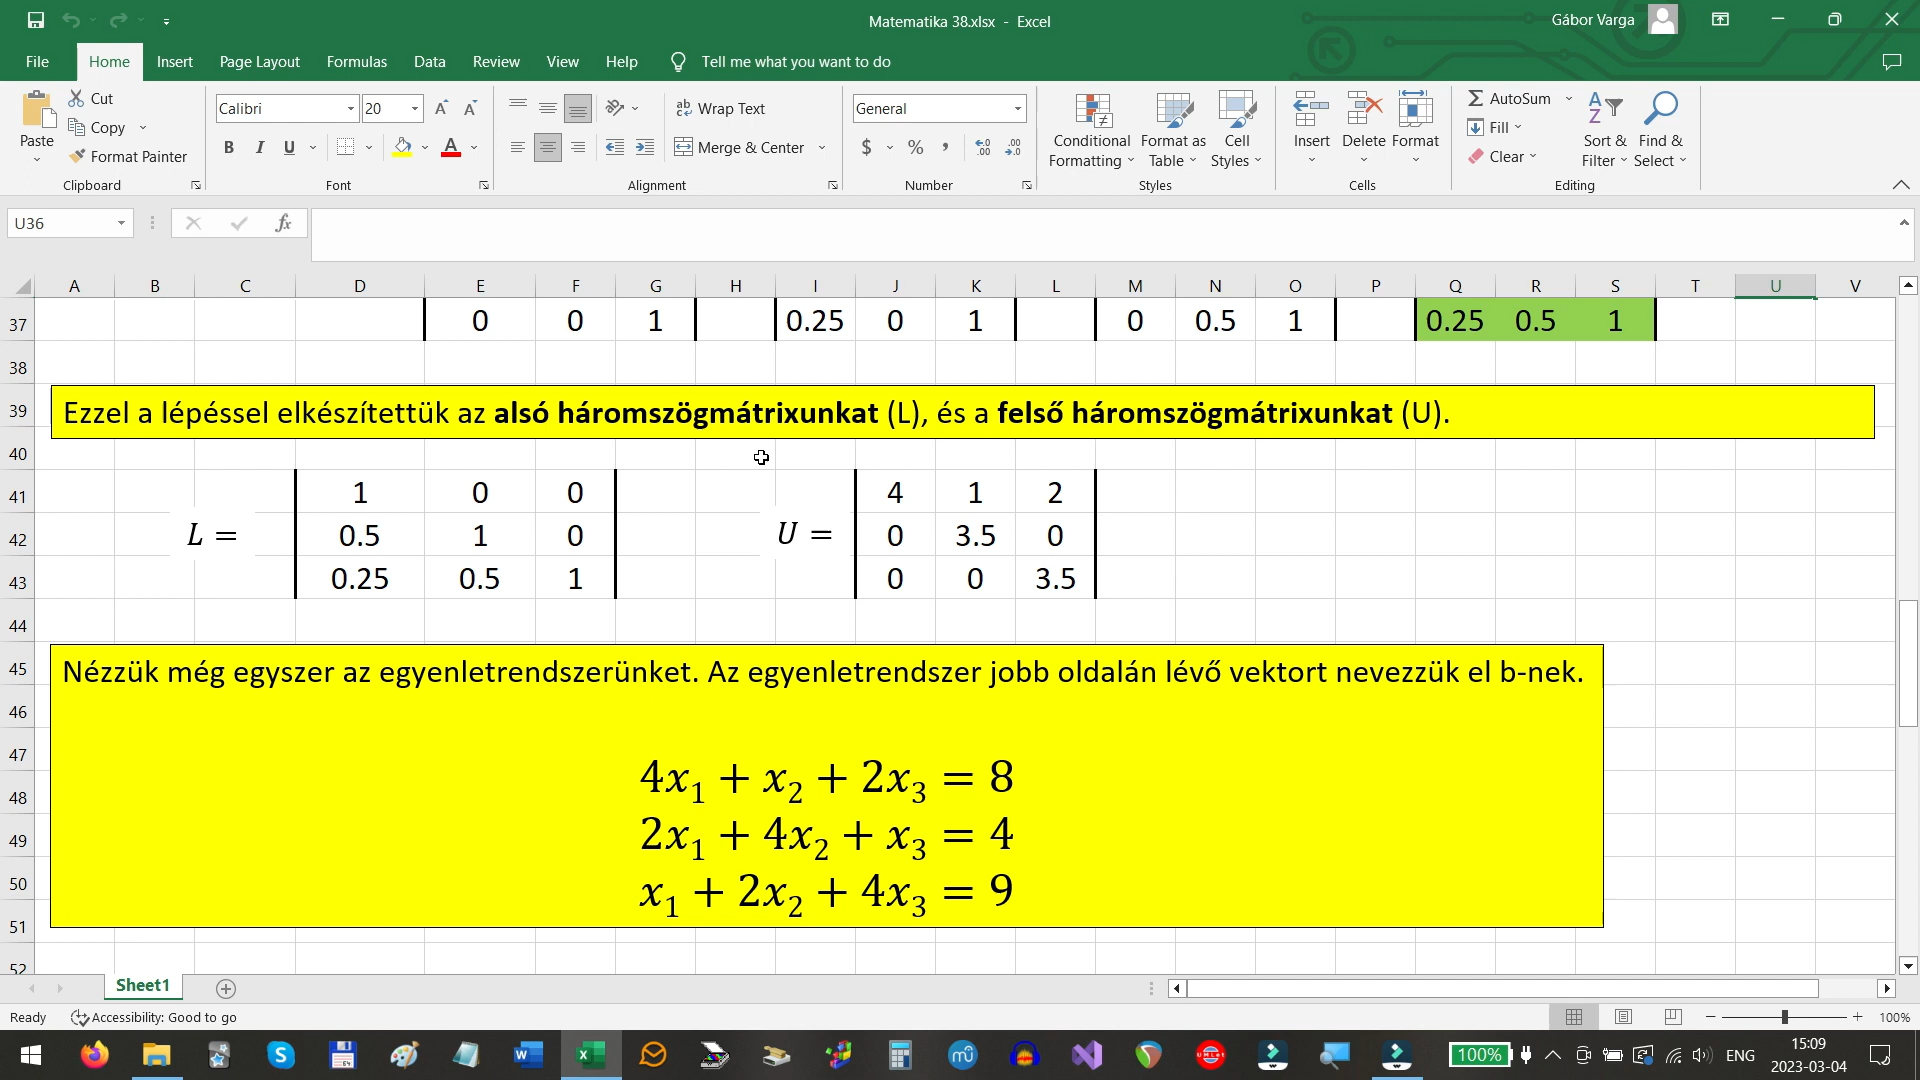 Matematika 38.xlsx - Excel
Gábor Varga
File Home Insert Page Layout Formulas Data Review View Help Tell me what you want to do
Paste
Cut
Copy
Format Painter
Clipboard
Calibri 20
B I U
Font
Wrap Text
Merge & Center
Alignment
General
$ % ,
Number
Conditional Formatting
Format as Table
Cell Styles
Styles
Insert
Delete
Format
Cells
AutoSum
Fill
Clear
Sort & Filter
Find & Select
Editing
U36
fx
A B C D E F G H I J K L M N O P Q R S T U V
37 0 0 1 0.25 0 1 0 0.5 1 0.25 0.5 1
38
39 Ezzel a lépéssel elkészítettük az alsó háromszögmátrixunkat (L), és a felső háromszögmátrixunkat (U).
40
41 1 0 0 4 1 2
42 L = 0.5 1 0 U = 0 3.5 0
43 0.25 0.5 1 0 0 3.5
44
45 Nézzük még egyszer az egyenletrendszerünket. Az egyenletrendszer jobb oldalán lévő vektort nevezzük el b-nek.
46
47 4x₁ + x₂ + 2x₃ = 8
48
49 2x₁ + 4x₂ + x₃ = 4
50 x₁ + 2x₂ + 4x₃ = 9
51
52
Sheet1
Ready Accessibility: Good to go 100%
100% ENG 15:09
2023-03-04